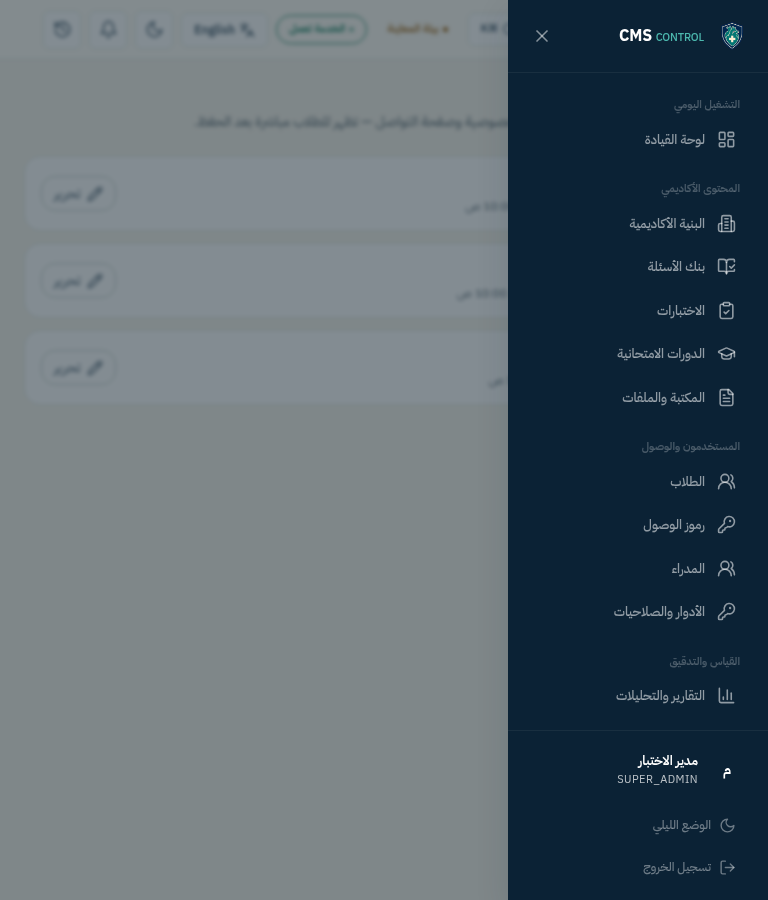 CMS CONTROL
التشغيل اليومي
لوحة القيادة
المحتوى الأكاديمي
البنية الأكاديمية
بنك الأسئلة
الاختبارات
الدورات الامتحانية
المكتبة والملفات
المستخدمون والوصول
الطلاب
رموز الوصول
المدراء
الأدوار والصلاحيات
القياس والتدقيق
التقارير والتحليلات
مدير الاختبار
م
SUPER_ADMIN
الوضع الليلي
تسجيل الخروج
English
تحرير
تحرير
تحرير